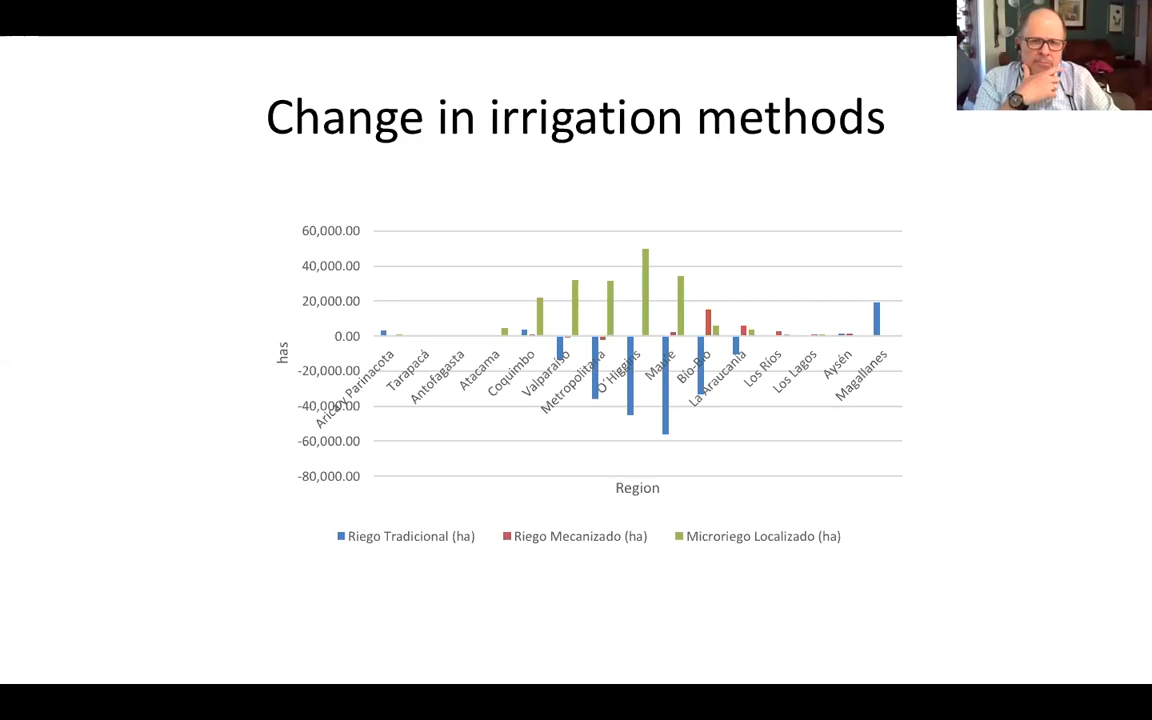 Change in irrigation methods
60,000.00
40,000.00
20,000.00
0.00
-20,000.00
-40,000.00
-60,000.00
-80,000.00
has
Arica y Parinacota
Tarapacá
Antofagasta
Atacama
Coquimbo
Valparaíso
Metropolitana
O´Higgins
Maule
Bío-Bío
La Araucanía
Los Ríos
Los Lagos
Aysén
Magallanes
Region
Riego Tradicional (ha) Riego Mecanizado (ha) Microriego Localizado (ha)